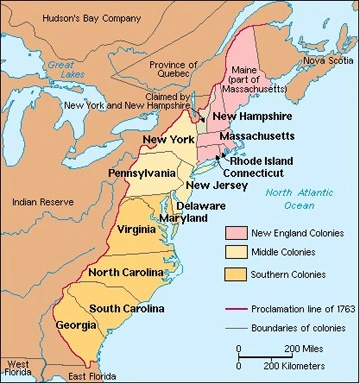 Hudson's Bay Company
Great
Lakes
Province of
Quebec
Nova Scotia
Maine
(part of
Massachusetts)
Claimed by
New York and New Hampshire
New Hampshire
New York
Massachusetts
Rhode Island
Connecticut
Pennsylvania
New Jersey
North Atlantic
Ocean
Indian Reserve
Delaware
Maryland
Virginia
New England Colonies
Middle Colonies
Southern Colonies
North Carolina
South Carolina
Proclamation line of 1763
Georgia
Boundaries of colonies
0 200 Miles
0 200 Kilometers
West
Florida
East Florida